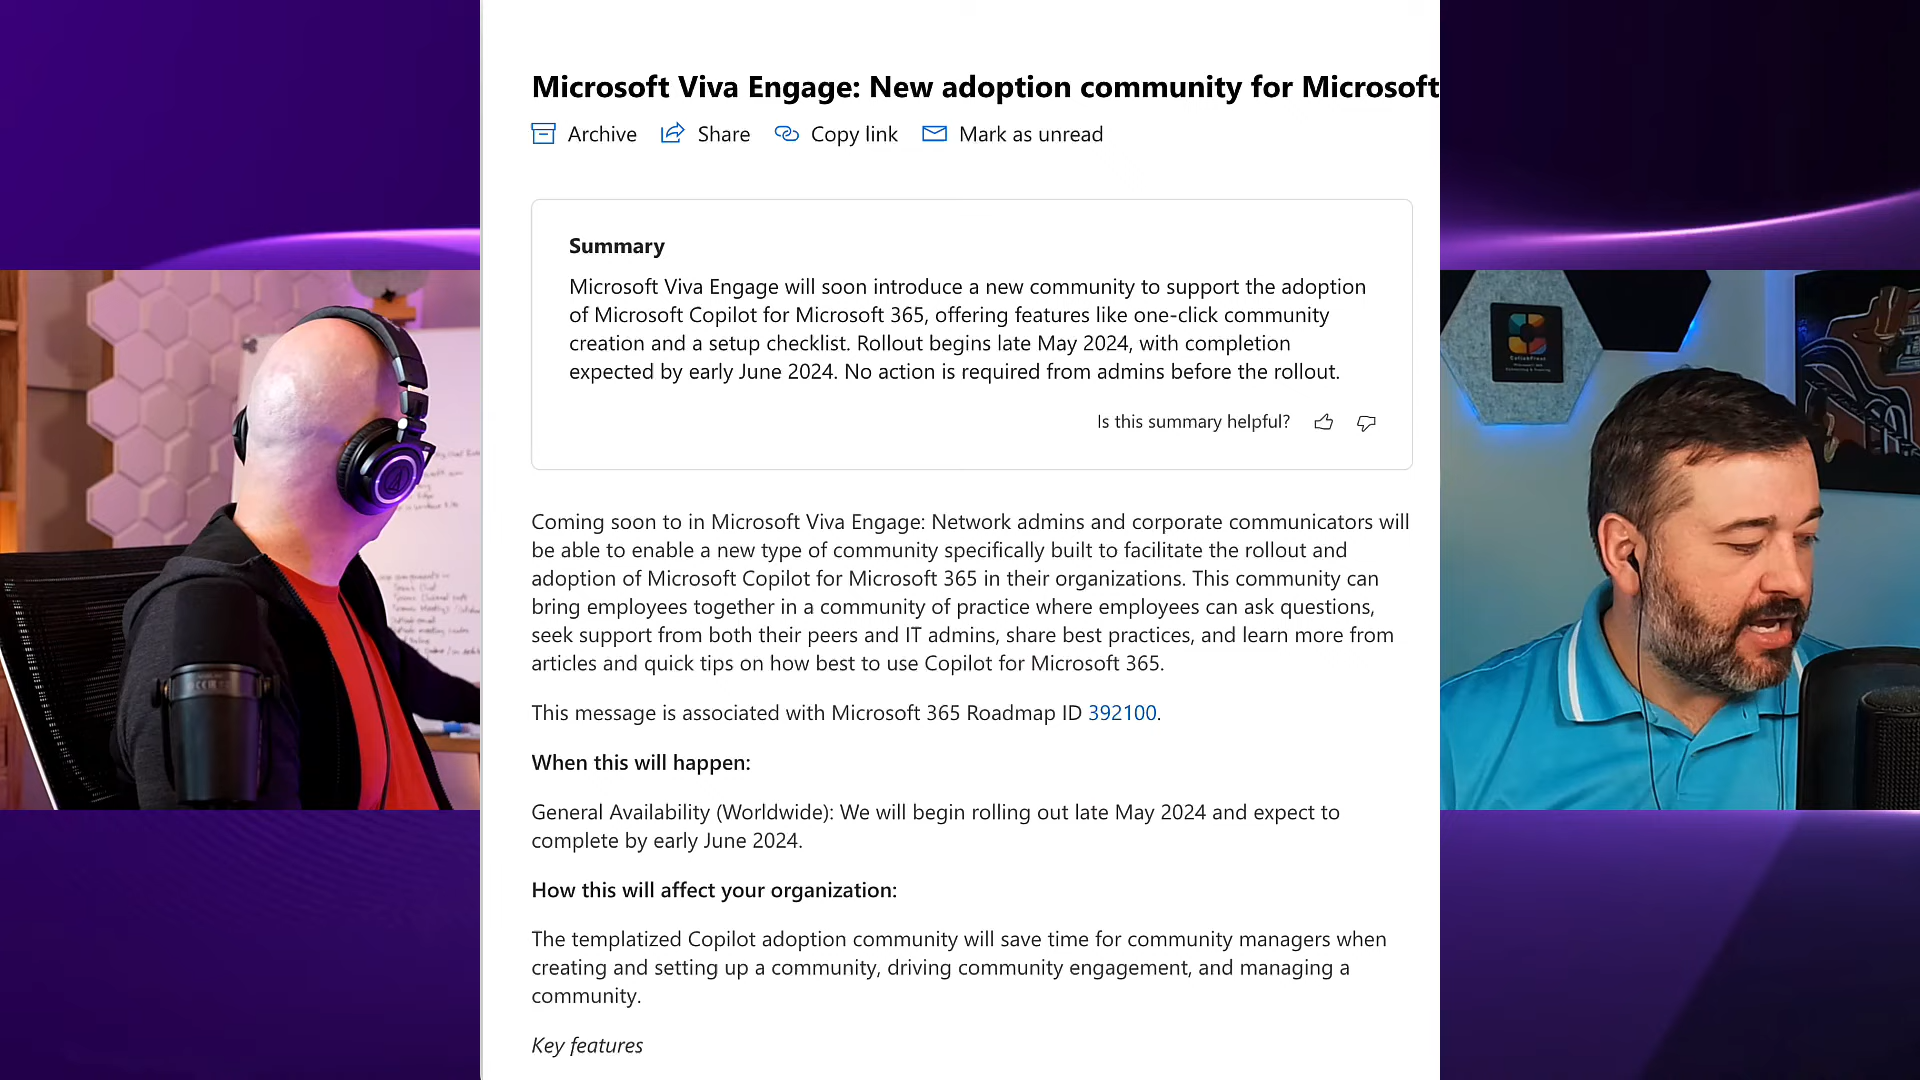 Microsoft Viva Engage: New adoption community for Microsoft
Archive Share Copy link Mark as unread
Summary
Microsoft Viva Engage will soon introduce a new community to support the adoption
of Microsoft Copilot for Microsoft 365, offering features like one-click community
creation and a setup checklist. Rollout begins late May 2024, with completion
expected by early June 2024. No action is required from admins before the rollout.
Is this summary helpful?
Coming soon to in Microsoft Viva Engage: Network admins and corporate communicators will
be able to enable a new type of community specifically built to facilitate the rollout and
adoption of Microsoft Copilot for Microsoft 365 in their organizations. This community can
bring employees together in a community of practice where employees can ask questions,
seek support from both their peers and IT admins, share best practices, and learn more from
articles and quick tips on how best to use Copilot for Microsoft 365.
This message is associated with Microsoft 365 Roadmap ID 392100.
When this will happen:
General Availability (Worldwide): We will begin rolling out late May 2024 and expect to
complete by early June 2024.
How this will affect your organization:
The templatized Copilot adoption community will save time for community managers when
creating and setting up a community, driving community engagement, and managing a
community.
Key features